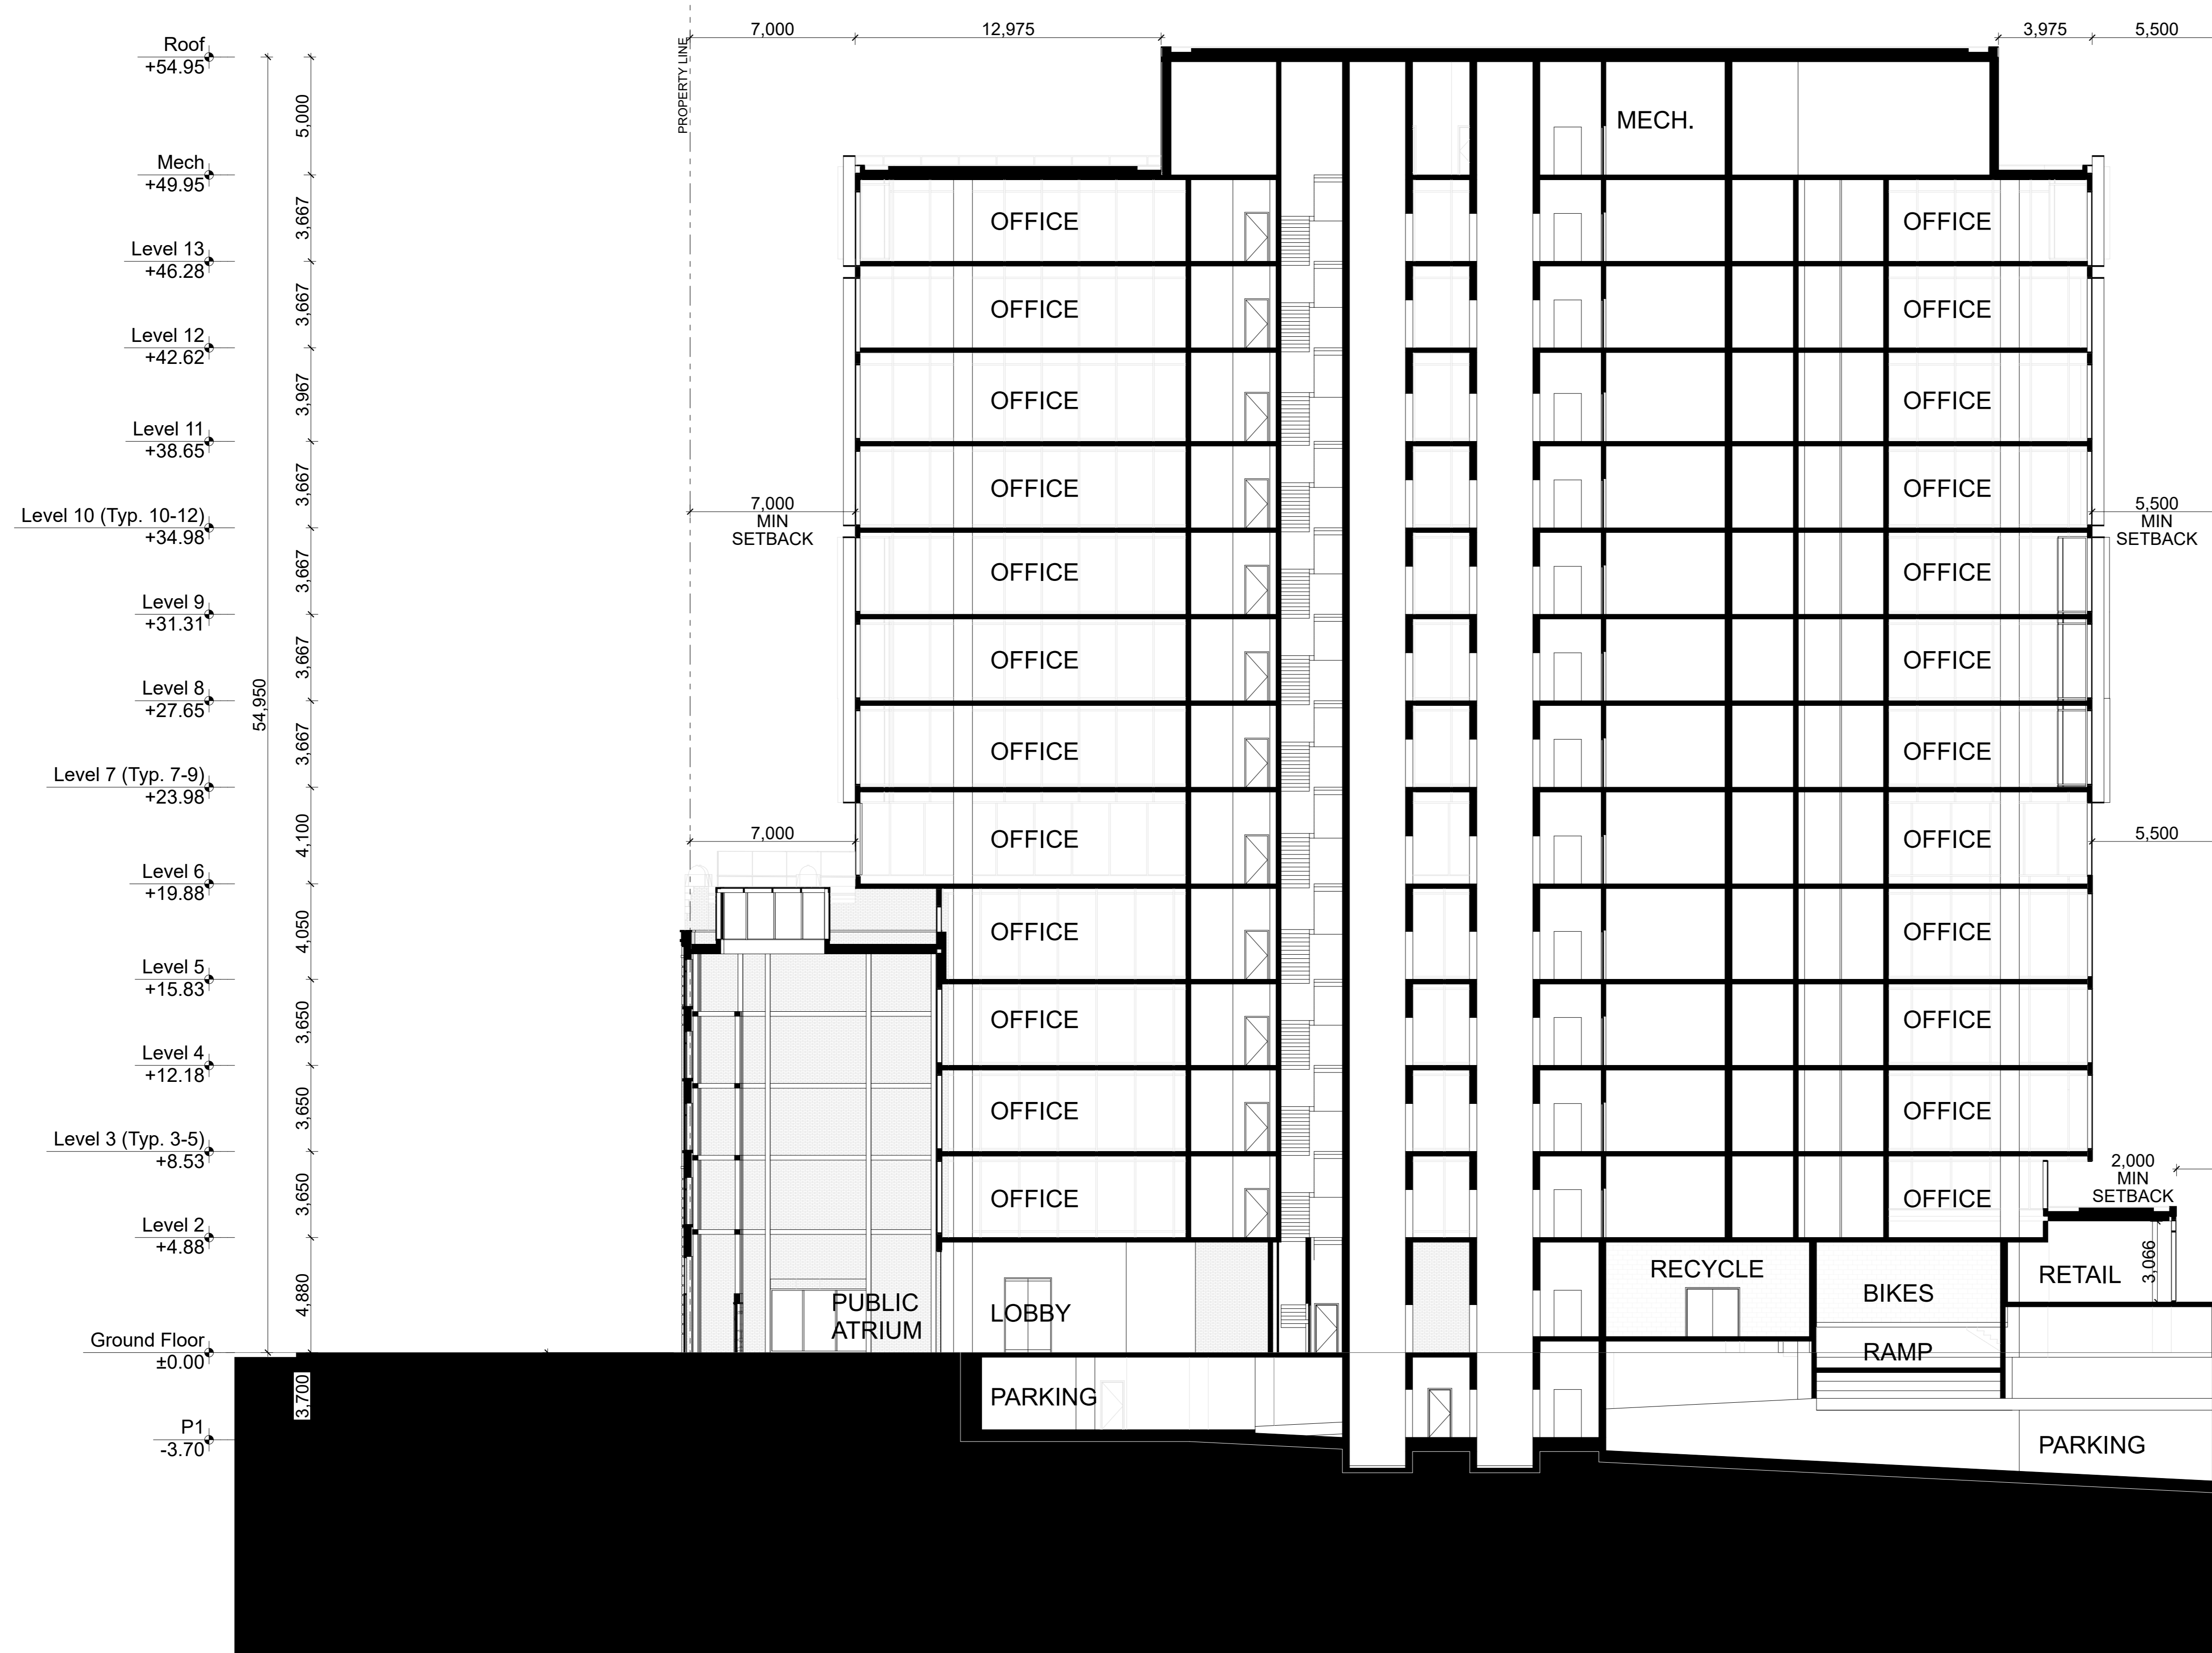 7,000
12,975
3,975
5,500
PROPERTY LINE
Roof
+54.95
5,000
MECH.
Mech
+49.95
3,667
OFFICE
OFFICE
Level 13
+46.28
3,667
OFFICE
OFFICE
Level 12
+42.62
3,967
OFFICE
OFFICE
Level 11
+38.65
3,667
OFFICE
OFFICE
7,000
MIN
SETBACK
5,500
MIN
SETBACK
Level 10 (Typ. 10-12)
+34.98
3,667
OFFICE
OFFICE
Level 9
+31.31
3,667
OFFICE
OFFICE
Level 8
+27.65
54,950
3,667
OFFICE
OFFICE
Level 7 (Typ. 7-9)
+23.98
4,100
7,000
OFFICE
OFFICE
5,500
Level 6
+19.88
4,050
OFFICE
OFFICE
Level 5
+15.83
3,650
OFFICE
OFFICE
Level 4
+12.18
3,650
OFFICE
OFFICE
Level 3 (Typ. 3-5)
+8.53
3,650
OFFICE
OFFICE
2,000
MIN
SETBACK
Level 2
+4.88
4,880
PUBLIC
ATRIUM
LOBBY
RECYCLE
BIKES
RETAIL
3,066
RAMP
Ground Floor
±0.00
3,700
PARKING
P1
-3.70
PARKING